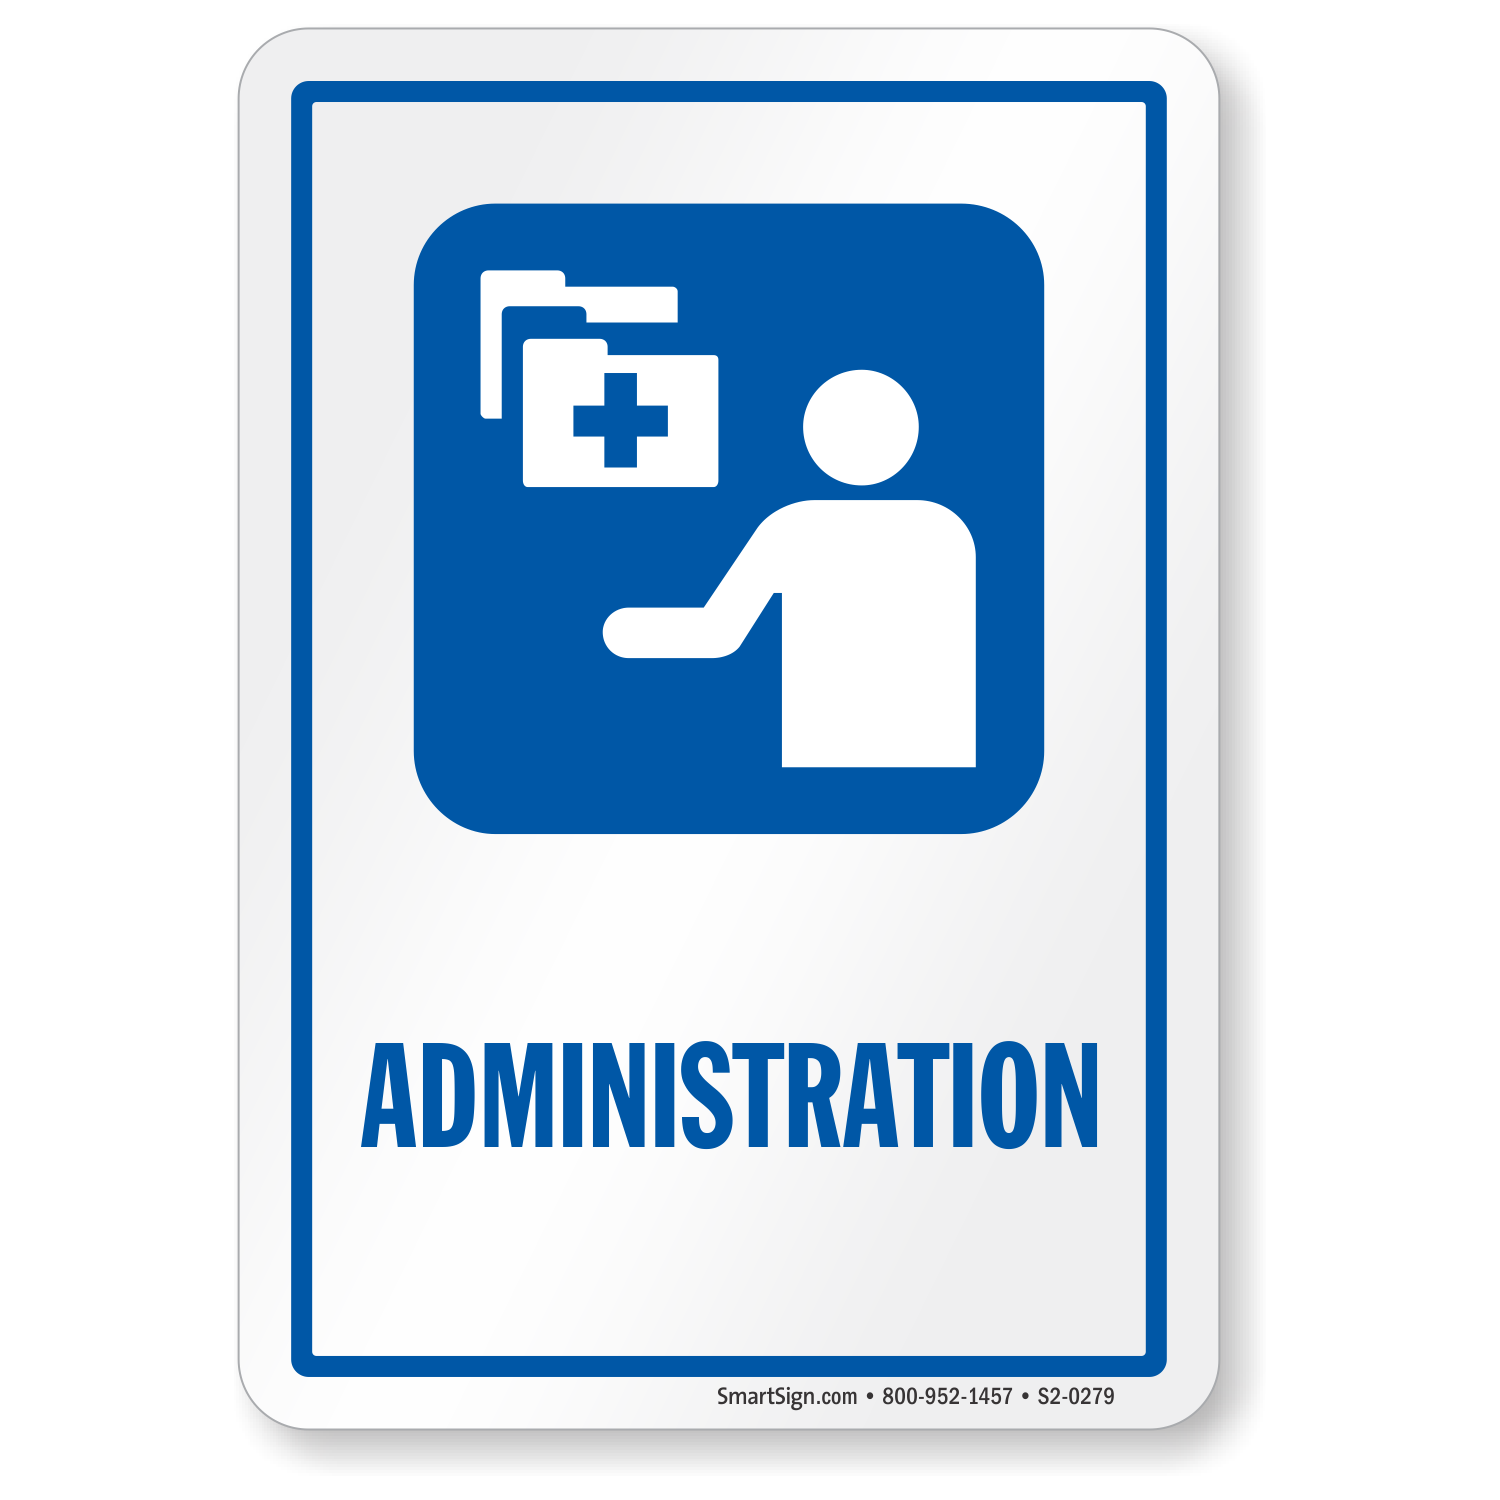 ADMINISTRATION
SmartSign.com • 800-952-1457 • S2-0279